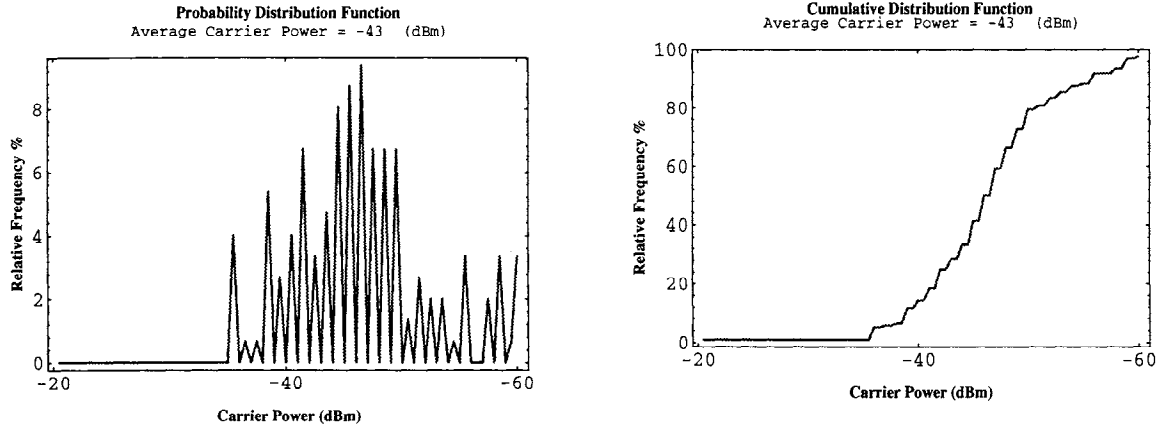 Probability Distribution Function
Average Carrier Power = -43 (dBm)
Relative Frequency %
8
6
4
2
0
-20
-40
-60
Carrier Power (dBm)
Cumulative Distribution Function
Average Carrier Power = -43 (dBm)
Relative Frequency %
100
80
60
40
20
0
-20
-40
-60
Carrier Power (dBm)